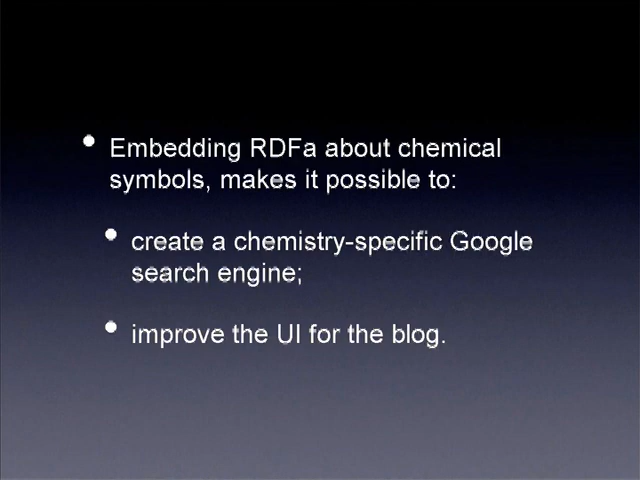 • Embedding RDFa about chemical
symbols, makes it possible to:
• create a chemistry-specific Google
search engine;
• improve the UI for the blog.